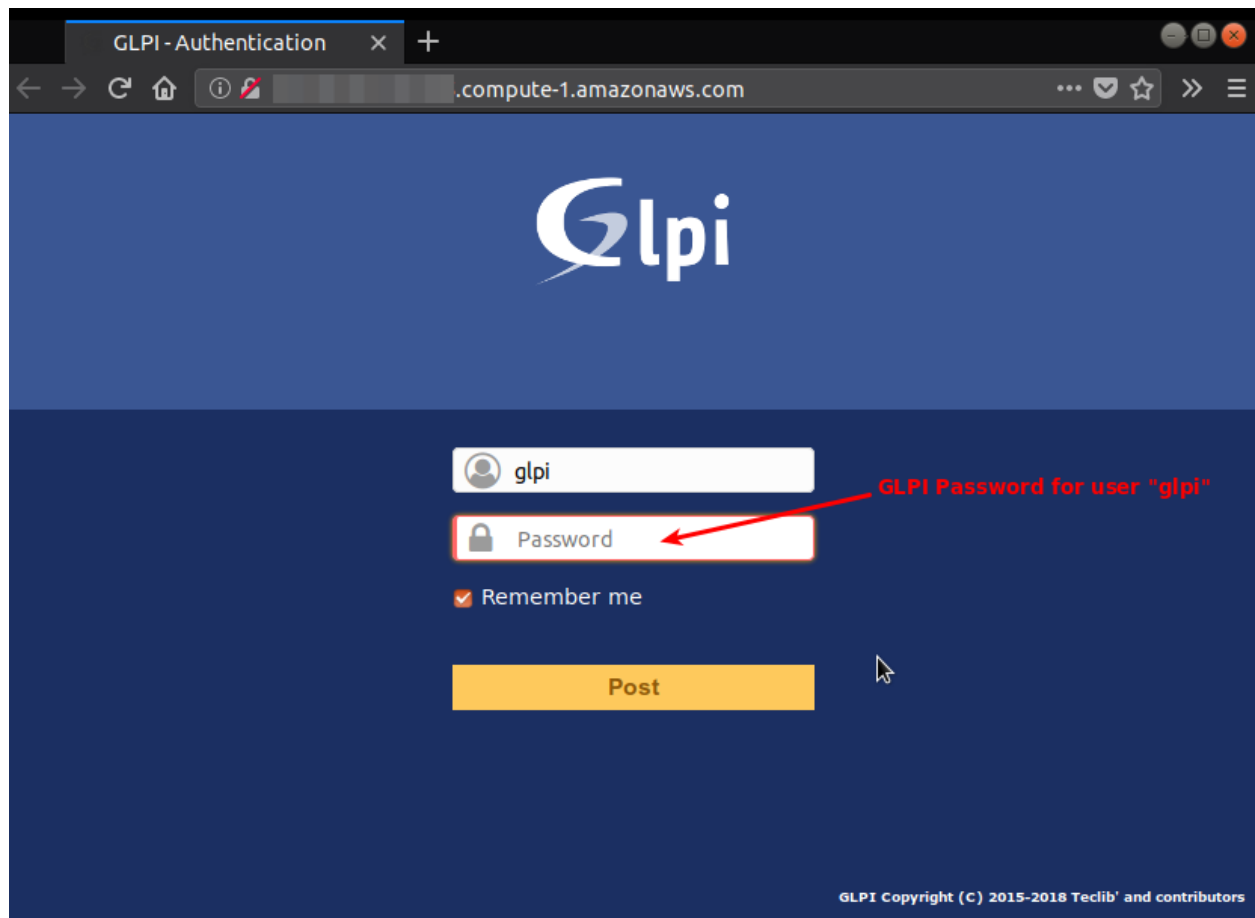 GLPI - Authentication
.compute-1.amazonaws.com
Glpi
glpi
GLPI Password for user "glpi"
Password
Remember me
Post
GLPI Copyright (C) 2015-2018 Teclib' and contributors